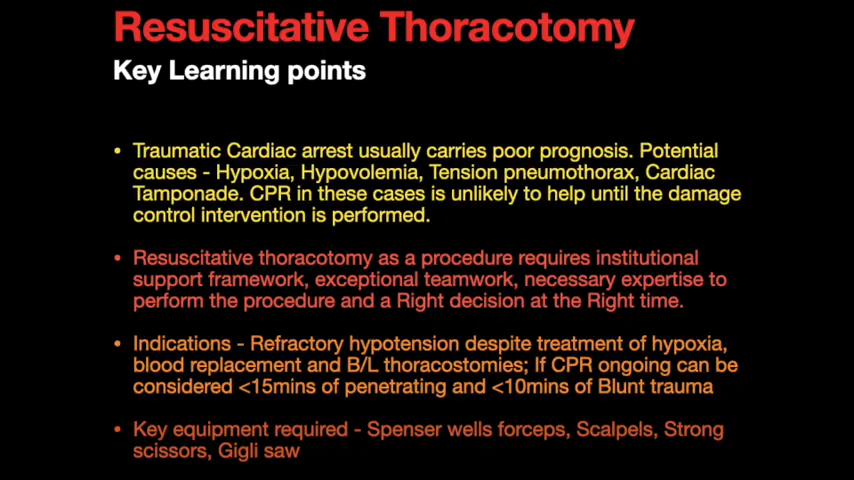 Resuscitative Thoracotomy
Key Learning points
• Traumatic Cardiac arrest usually carries poor prognosis. Potential
causes - Hypoxia, Hypovolemia, Tension pneumothorax, Cardiac
Tamponade. CPR in these cases is unlikely to help until the damage
control intervention is performed.
• Resuscitative thoracotomy as a procedure requires institutional
support framework, exceptional teamwork, necessary expertise to
perform the procedure and a Right decision at the Right time.
• Indications - Refractory hypotension despite treatment of hypoxia,
blood replacement and B/L thoracostomies; If CPR ongoing can be
considered <15mins of penetrating and <10mins of Blunt trauma
• Key equipment required - Spenser wells forceps, Scalpels, Strong
scissors, Gigli saw